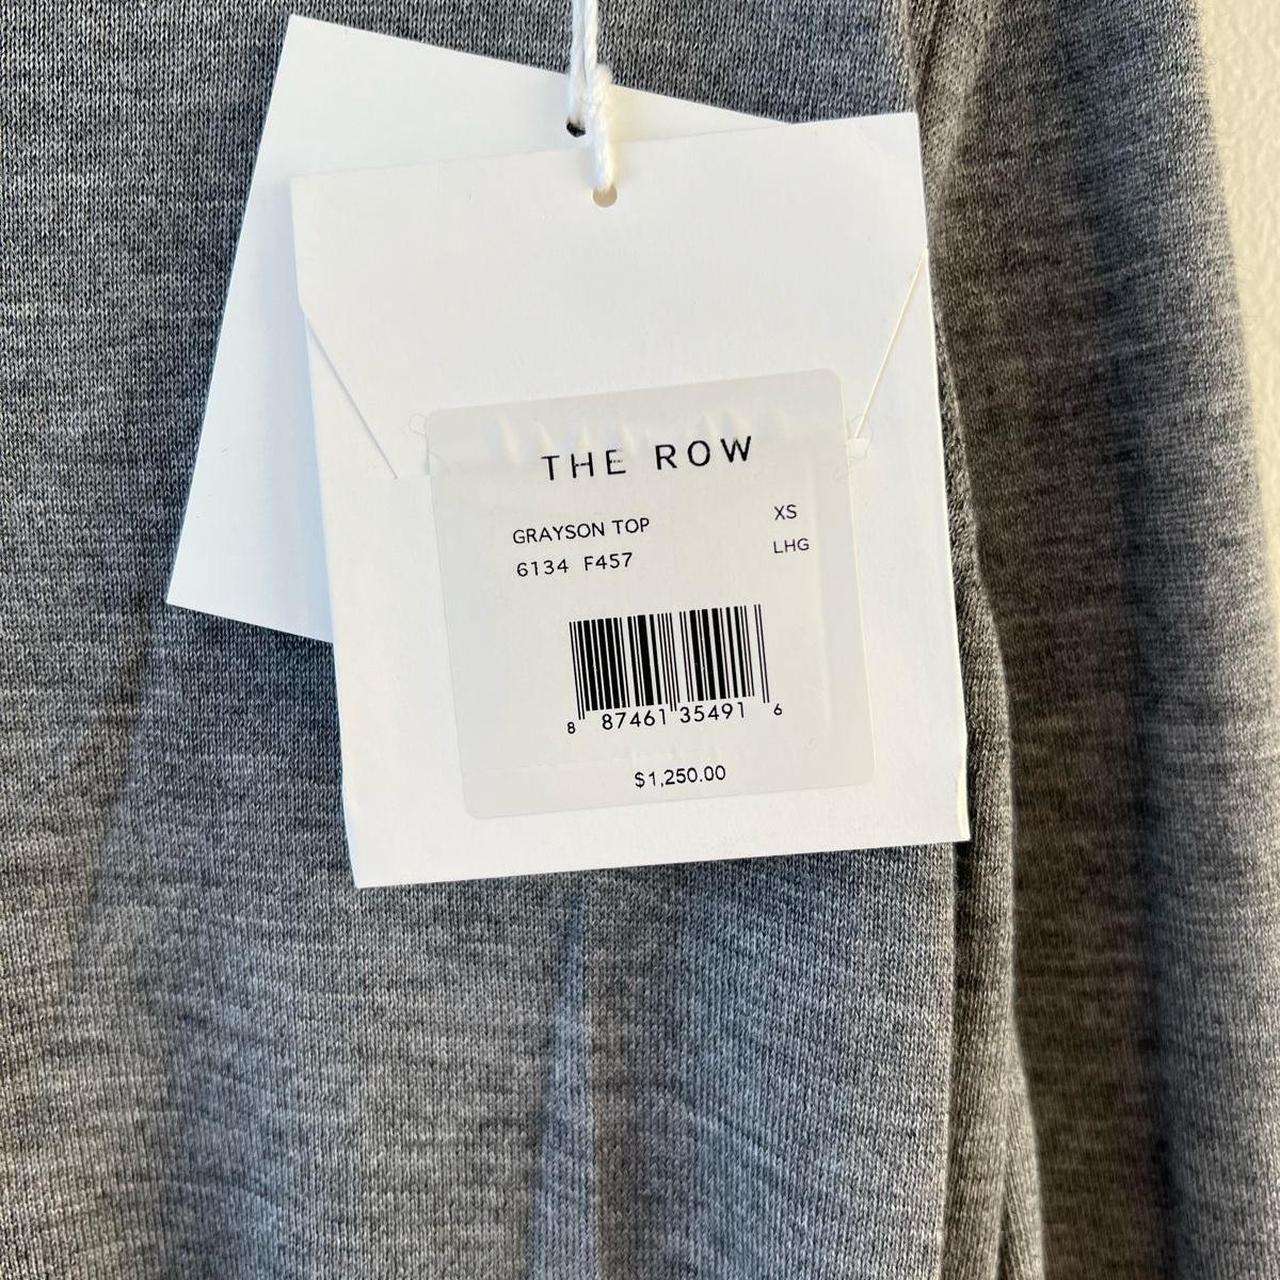 THE ROW
GRAYSON TOP XS
6134 F457 LHG
8 87461 35491 6
$1,250.00